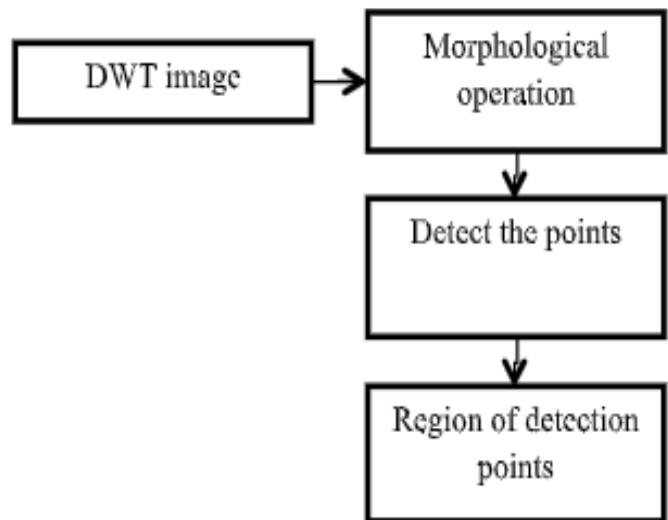 DWT image
Morphological
operation
Detect the points
Region of detection
points